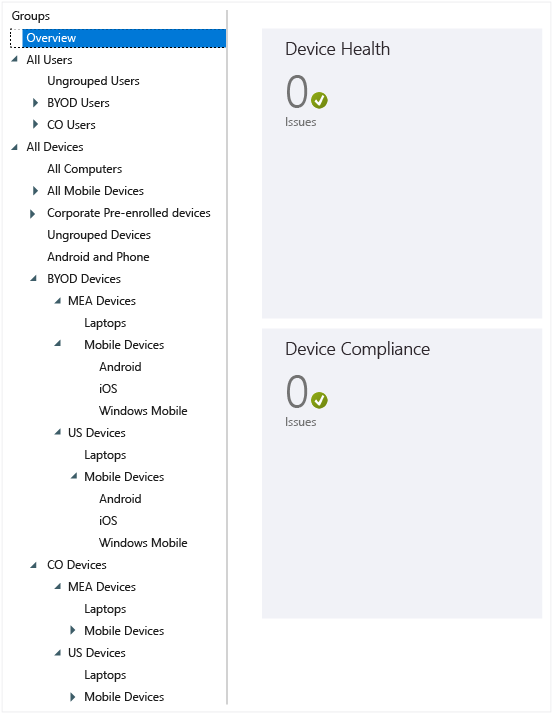 Groups
Overview
All Users
Ungrouped Users
BYOD Users
CO Users
All Devices
All Computers
All Mobile Devices
Corporate Pre-enrolled devices
Ungrouped Devices
Android and Phone
BYOD Devices
MEA Devices
Laptops
Mobile Devices
Android
iOS
Windows Mobile
US Devices
Laptops
Mobile Devices
Android
iOS
Windows Mobile
CO Devices
MEA Devices
Laptops
Mobile Devices
US Devices
Laptops
Mobile Devices
Device Health
0
Issues
Device Compliance
0
Issues